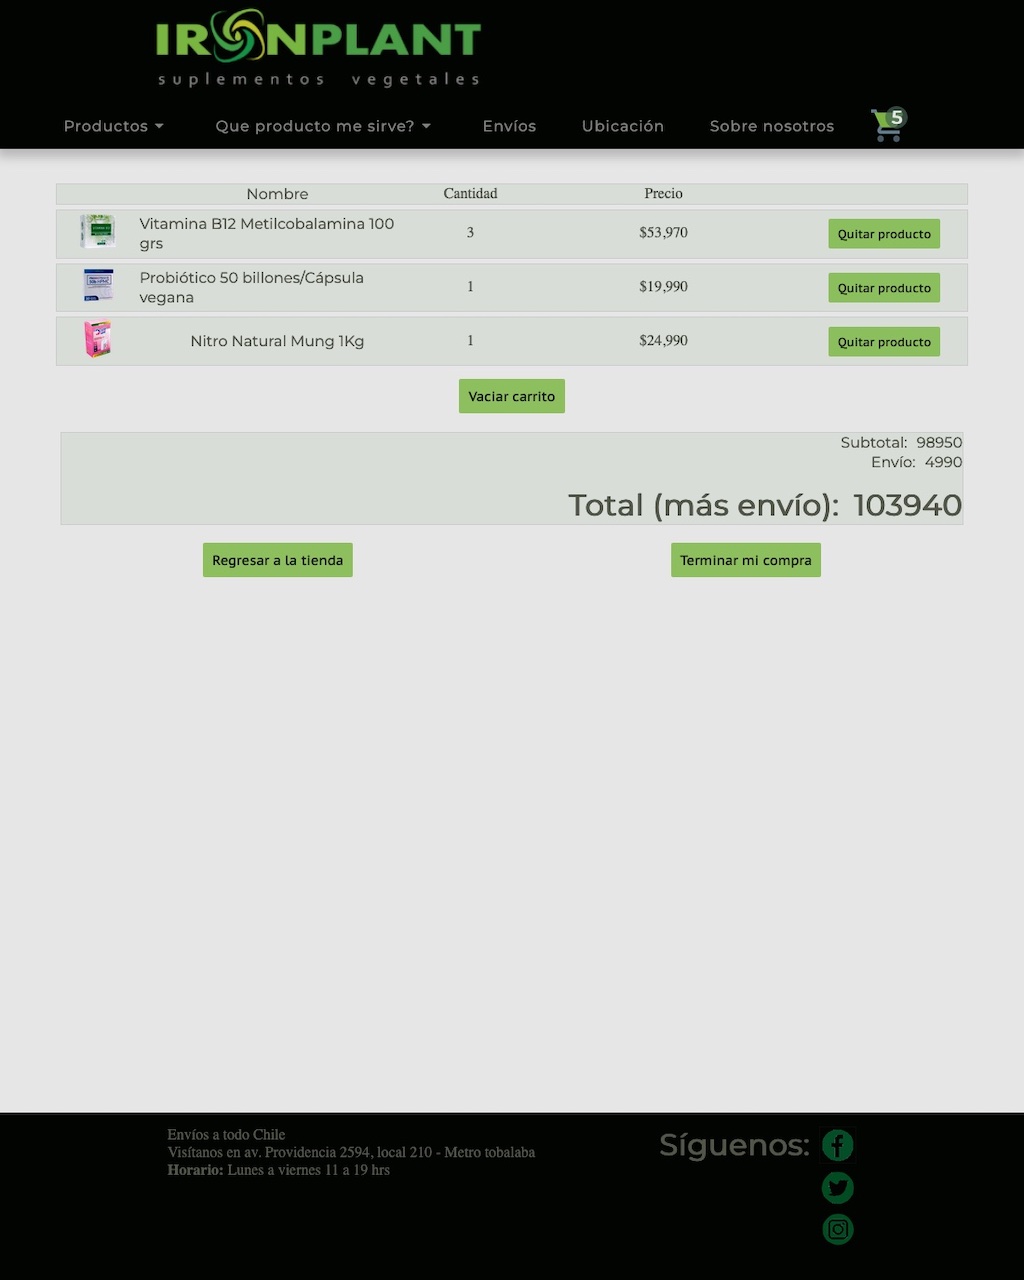 IRONPLANT
suplementos vegetales
Productos Que producto me sirve? Envíos Ubicación Sobre nosotros 5
Nombre Cantidad Precio
Vitamina B12 Metilcobalamina 100
grs
3 $53,970 Quitar producto
Probiótico 50 billones/Cápsula
vegana
1 $19,990 Quitar producto
Nitro Natural Mung 1Kg 1 $24,990 Quitar producto
Vaciar carrito
Subtotal: 98950
Envío: 4990
Total (más envío): 103940
Regresar a la tienda Terminar mi compra
Envíos a todo Chile
Visítanos en av. Providencia 2594, local 210 - Metro tobalaba
Horario: Lunes a viernes 11 a 19 hrs
Síguenos: